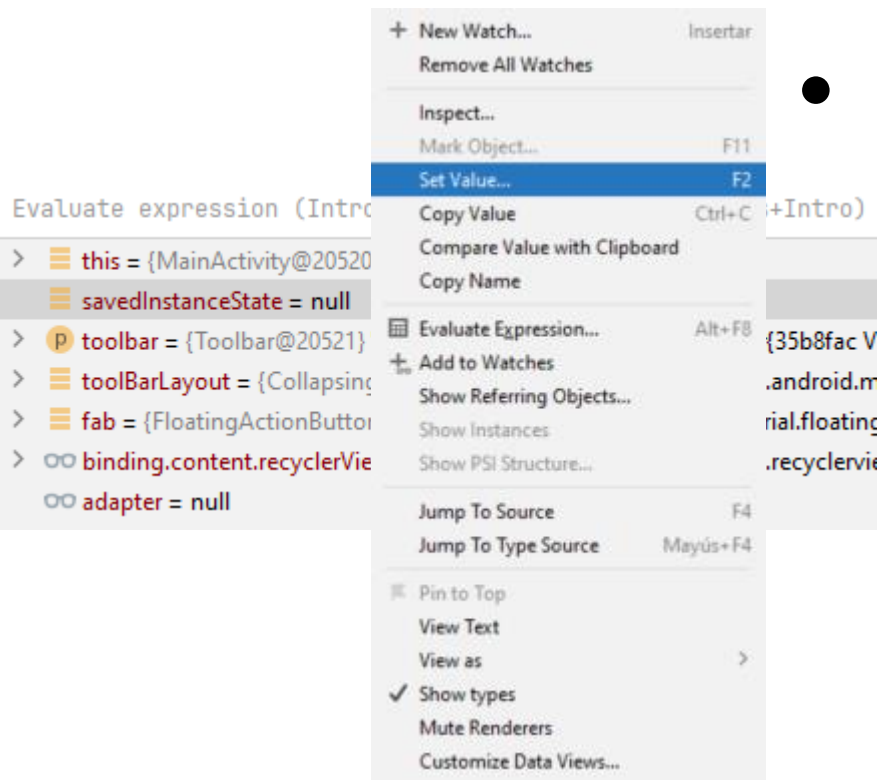 + New Watch... Insertar
Remove All Watches
Inspect...
Mark Object... F11
Set Value... F2
Evaluate expression (Intro +Intro)
Copy Value Ctrl+C
Compare Value with Clipboard
Copy Name
Evaluate Expression... Alt+F8
Add to Watches
Show Referring Objects...
Show Instances
Show PSI Structure...
Jump To Source F4
Jump To Type Source Mayús+F4
Pin to Top
View Text
View as
Show types
Mute Renderers
Customize Data Views...
this = {MainActivity@20520
savedInstanceState = null
p toolbar = {Toolbar@20521} {35b8fac V
toolBarLayout = {Collapsing .android.m
fab = {FloatingActionButton rial.floating
binding.content.recyclerVie .recyclervie
adapter = null